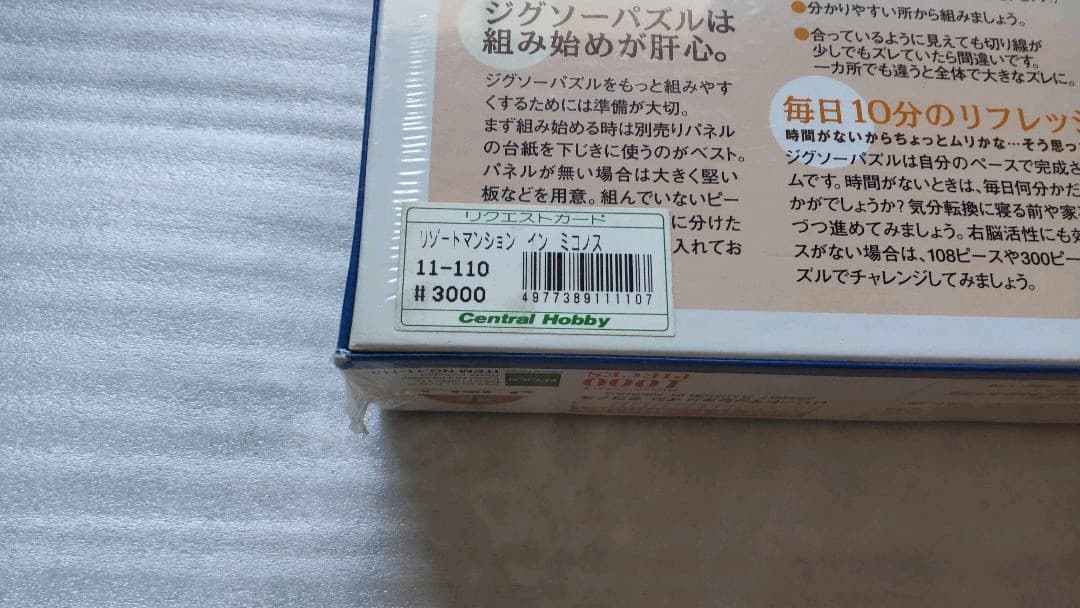 ジグソーパズルは
組み始めが肝心。
ジグソーパズルをもっと組みやす
くするためには準備が大切。
まず組み始める時は別売りパネル
の台紙を下じきに使うのがベスト。
パネルが無い場合は大きく堅い
板などを用意。組んでいないピー
に分けた
入れてお
●分かりやすい所から組みましょう。
●合っているように見えても切り線が
少しでもズレていたら間違いです。
一カ所でも違うと全体で大きなズレに。
毎日10分のリフレッシ
時間がないからちょっとムリかな…そう思っ
ジグソーパズルは自分のペースで完成さ
ムです。時間がないときは、毎日何分かだ
かがでしょうか?気分転換に寝る前や家
づつ進めてみましょう。右脳活性にも効
スがない場合は、108ピースや300ピー
ズルでチャレンジしてみましょう。
リクエストカード
リゾートマンション イン ミコノス
11-110
#3000
4977389111107
Central Hobby
1000
PIECES
ITEM NO.11-110